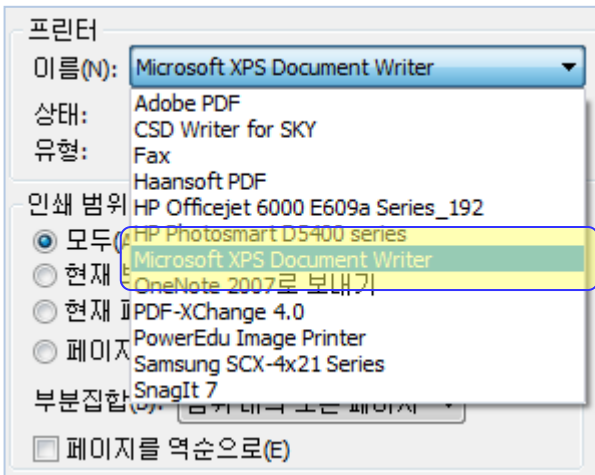 프린터
이름(N): Microsoft XPS Document Writer
상태:
유형:
Adobe PDF
CSD Writer for SKY
Fax
Haansoft PDF
HP Officejet 6000 E609a Series_192
HP Photosmart D5400 series
Microsoft XPS Document Writer
OneNote 2007로 보내기
PDF-XChange 4.0
PowerEdu Image Printer
Samsung SCX-4x21 Series
SnagIt 7
인쇄 범위
모두
현재
현재
페이지
부분집합
페이지를 역순으로(E)